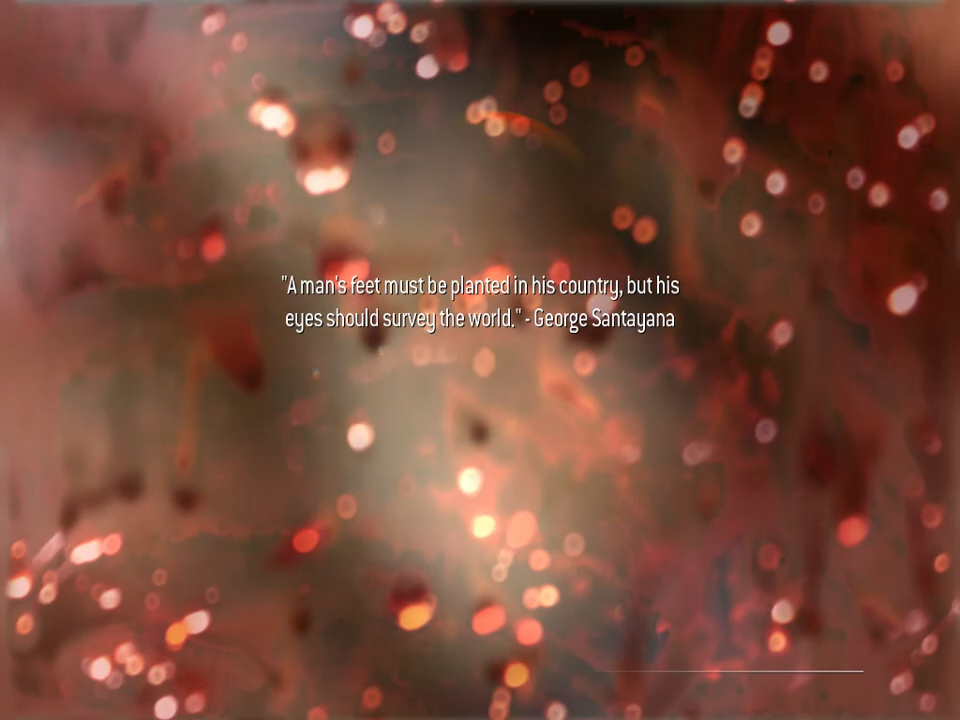 "A man's feet must be planted in his country, but his
eyes should survey the world." - George Santayana